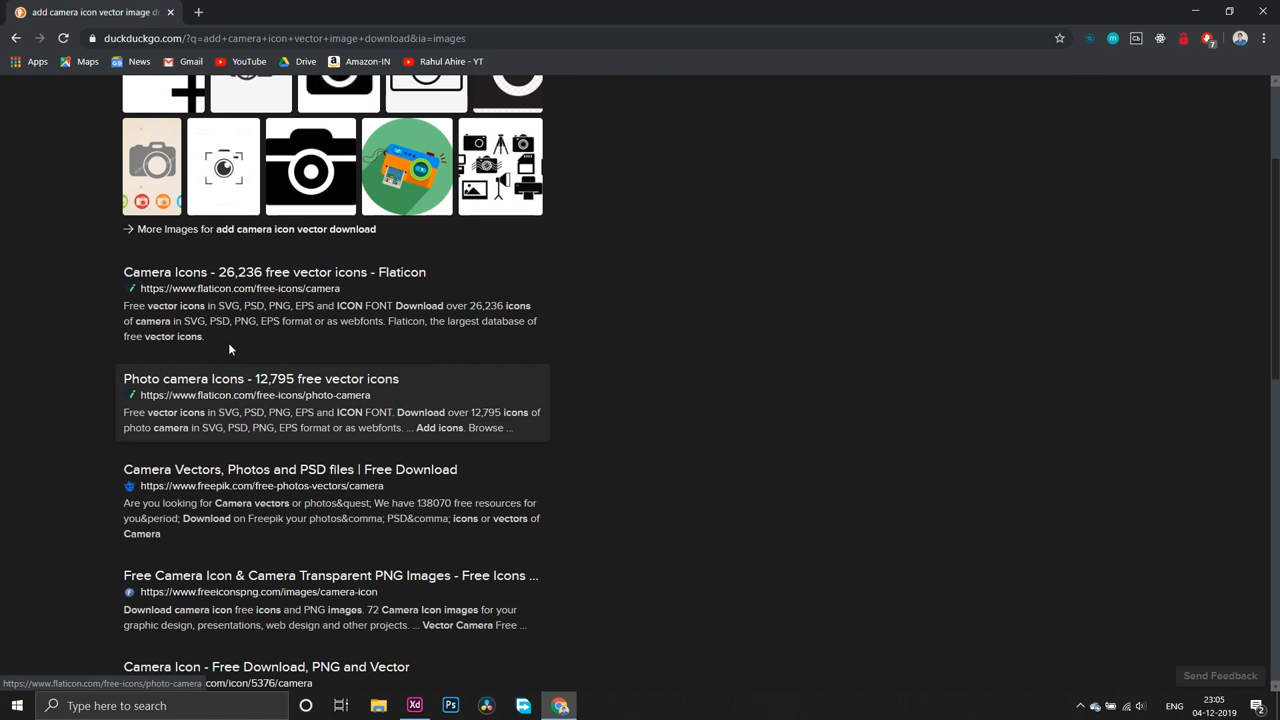 add camera icon vector image do
duckduckgo.com/?q=add+camera+icon+vector+image+download&ia=images
7
Apps
Maps
News
Gmail
YouTube
Drive
Amazon-IN
Rahul Ahire - YT
More Images for add camera icon vector download
Camera Icons - 26,236 free vector icons - Flaticon
https://www.flaticon.com/free-icons/camera
Free vector icons in SVG, PSD, PNG, EPS and ICON FONT Download over 26,236 icons
of camera in SVG, PSD, PNG, EPS format or as webfonts. Flaticon, the largest database of
free vector icons.
Photo camera Icons - 12,795 free vector icons
https://www.flaticon.com/free-icons/photo-camera
Free vector icons in SVG, PSD, PNG, EPS and ICON FONT. Download over 12,795 icons of
photo camera in SVG, PSD, PNG, EPS format or as webfonts. ... Add icons. Browse ...
Camera Vectors, Photos and PSD files | Free Download
https://www.freepik.com/free-photos-vectors/camera
Are you looking for Camera vectors or photos&quest; We have 138070 free resources for
you&period; Download on Freepik your photos&comma; PSD&comma; icons or vectors of
Camera
Free Camera Icon & Camera Transparent PNG Images - Free Icons ...
https://www.freeiconspng.com/images/camera-icon
Download camera icon free icons and PNG images. 72 Camera Icon images for your
graphic design, presentations, web design and other projects. ... Vector Camera Free ...
Camera Icon - Free Download, PNG and Vector
com/icon/5376/camera
https://www.flaticon.com/free-icons/photo-camera
Send Feedback
Type here to search
Xd
Ps
23:05
04-12-2019
2